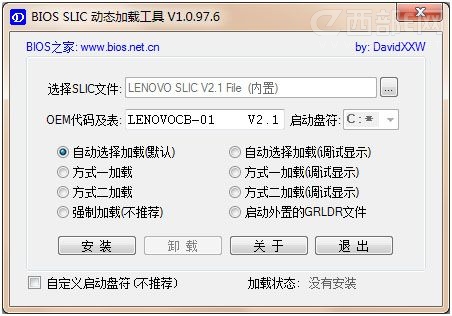 BIOS SLIC 动态加载工具 V1.0.97.6
西部e网
BIOS之家: www.bios.net.cn by: DavidXXW
选择SLIC文件: LENOVO SLIC V2.1 File (内置) ...
OEM代码及表: LENOVOCB-01 V2.1 启动盘符: C:*
自动选择加载(默认) 自动选择加载(调试显示)
方式一加载 方式一加载(调试显示)
方式二加载 方式二加载(调试显示)
强制加载(不推荐) 启动外置的GRLDR文件
安装 卸载 关于 退出
自定义启动盘符(不推荐) 加载状态: 没有安装